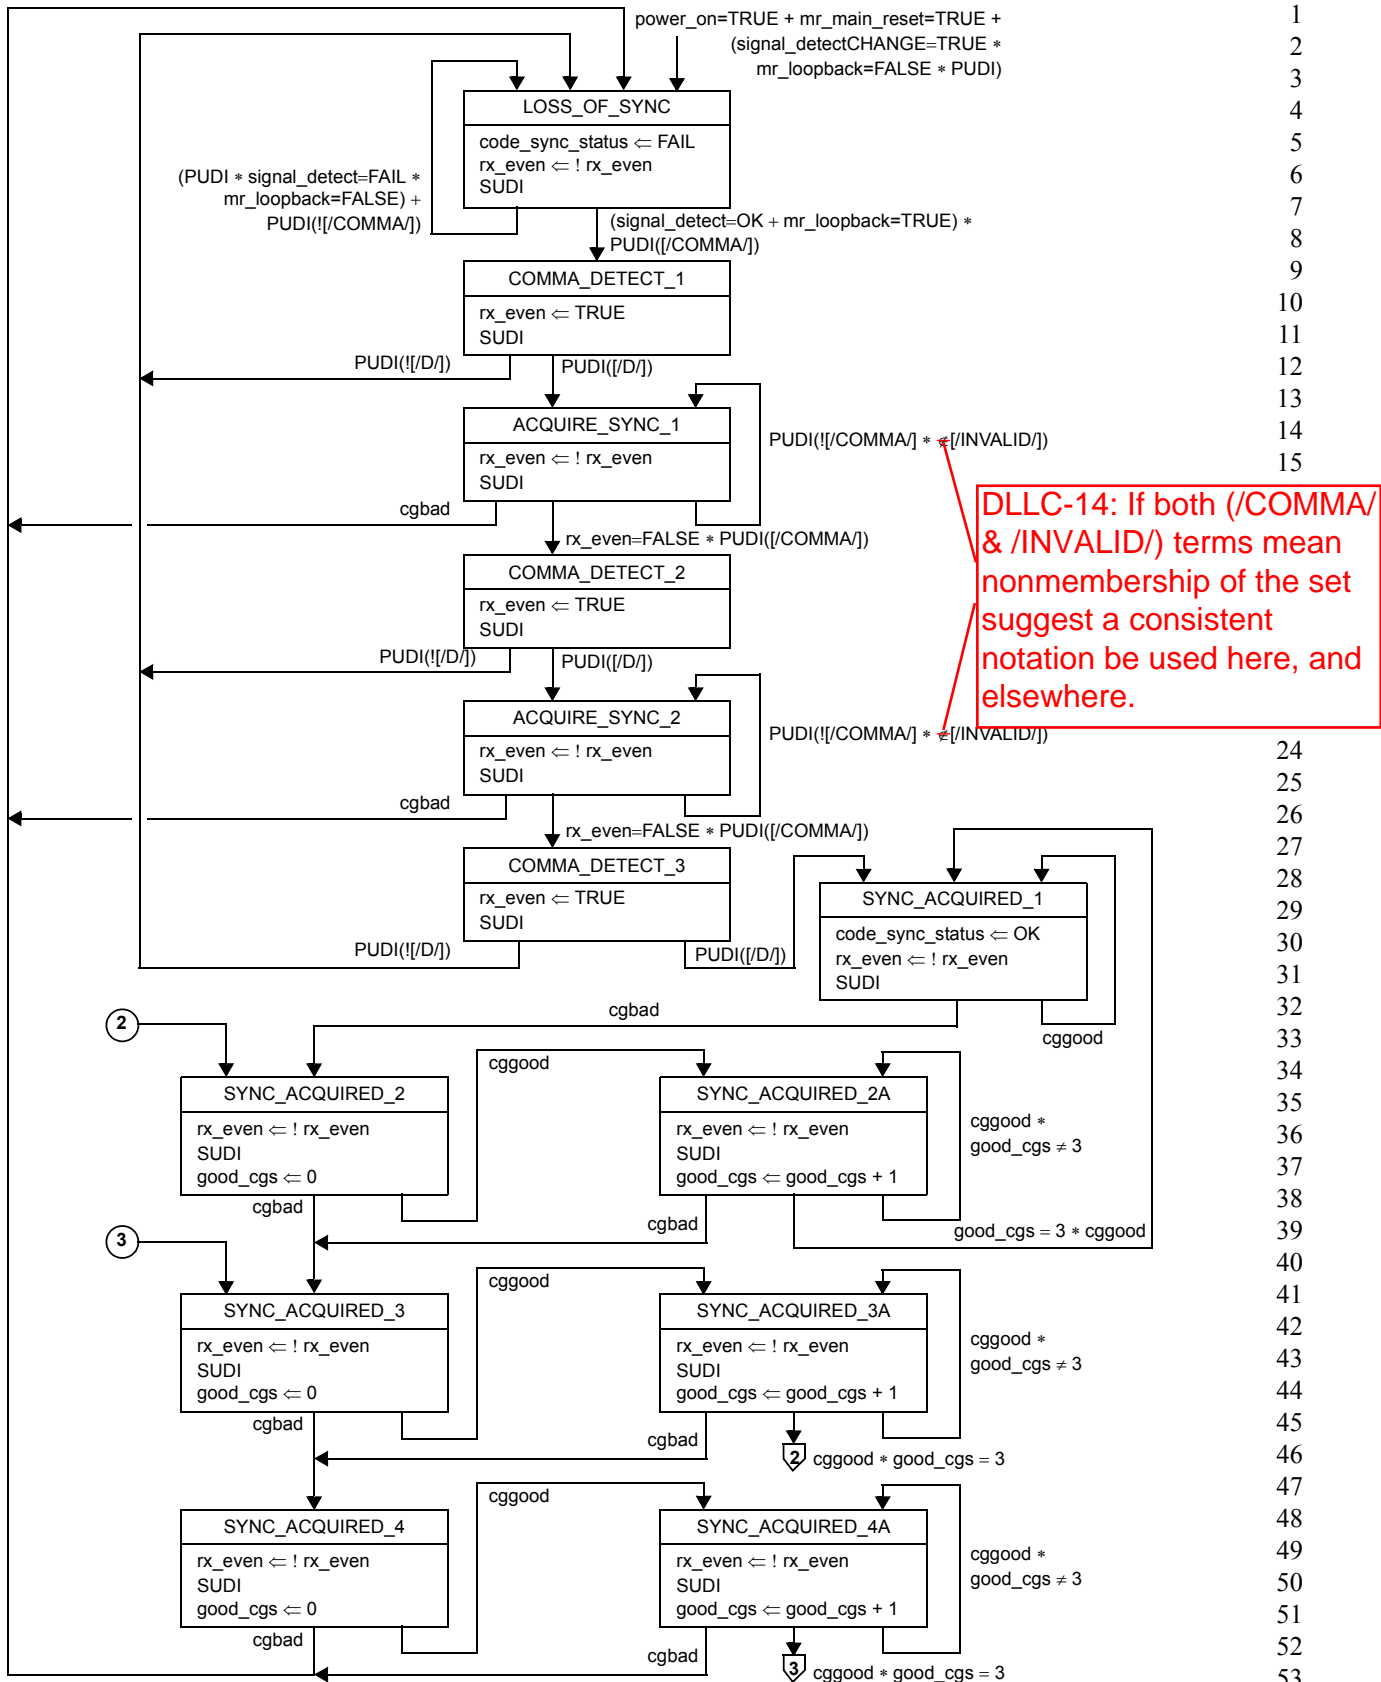 power_on=TRUE + mr_main_reset=TRUE +
(signal_detectCHANGE=TRUE ∗
mr_loopback=FALSE ∗ PUDI)
LOSS_OF_SYNC
code_sync_status ⇐ FAIL
rx_even ⇐ ! rx_even
SUDI
(PUDI ∗ signal_detect=FAIL ∗
mr_loopback=FALSE) +
PUDI(![/COMMA/])
(signal_detect=OK + mr_loopback=TRUE) ∗
PUDI([/COMMA/])
COMMA_DETECT_1
rx_even ⇐ TRUE
SUDI
PUDI(![/D/])
PUDI([/D/])
ACQUIRE_SYNC_1
rx_even ⇐ ! rx_even
SUDI
PUDI(![/COMMA/] ∗ ∉[/INVALID/])
cgbad
rx_even=FALSE ∗ PUDI([/COMMA/])
COMMA_DETECT_2
rx_even ⇐ TRUE
SUDI
PUDI(![/D/])
PUDI([/D/])
DLLC-14: If both (/COMMA/
& /INVALID/) terms mean
nonmembership of the set
suggest a consistent
notation be used here, and
elsewhere.
ACQUIRE_SYNC_2
rx_even ⇐ ! rx_even
SUDI
PUDI(![/COMMA/] ∗ ∉[/INVALID/])
cgbad
rx_even=FALSE ∗ PUDI([/COMMA/])
COMMA_DETECT_3
rx_even ⇐ TRUE
SUDI
PUDI(![/D/])
PUDI([/D/])
SYNC_ACQUIRED_1
code_sync_status ⇐ OK
rx_even ⇐ ! rx_even
SUDI
cgbad
cggood
2
SYNC_ACQUIRED_2
rx_even ⇐ ! rx_even
SUDI
good_cgs ⇐ 0
cggood
SYNC_ACQUIRED_2A
rx_even ⇐ ! rx_even
SUDI
good_cgs ⇐ good_cgs + 1
cggood ∗
good_cgs ≠ 3
cgbad
cgbad
good_cgs = 3 ∗ cggood
3
SYNC_ACQUIRED_3
rx_even ⇐ ! rx_even
SUDI
good_cgs ⇐ 0
cggood
SYNC_ACQUIRED_3A
rx_even ⇐ ! rx_even
SUDI
good_cgs ⇐ good_cgs + 1
cggood ∗
good_cgs ≠ 3
cgbad
cgbad
2
cggood ∗ good_cgs = 3
SYNC_ACQUIRED_4
rx_even ⇐ ! rx_even
SUDI
good_cgs ⇐ 0
cggood
SYNC_ACQUIRED_4A
rx_even ⇐ ! rx_even
SUDI
good_cgs ⇐ good_cgs + 1
cggood ∗
good_cgs ≠ 3
cgbad
cgbad
3
cggood ∗ good_cgs = 3
1
2
3
4
5
6
7
8
9
10
11
12
13
14
15
24
25
26
27
28
29
30
31
32
33
34
35
36
37
38
39
40
41
42
43
44
45
46
47
48
49
50
51
52
53